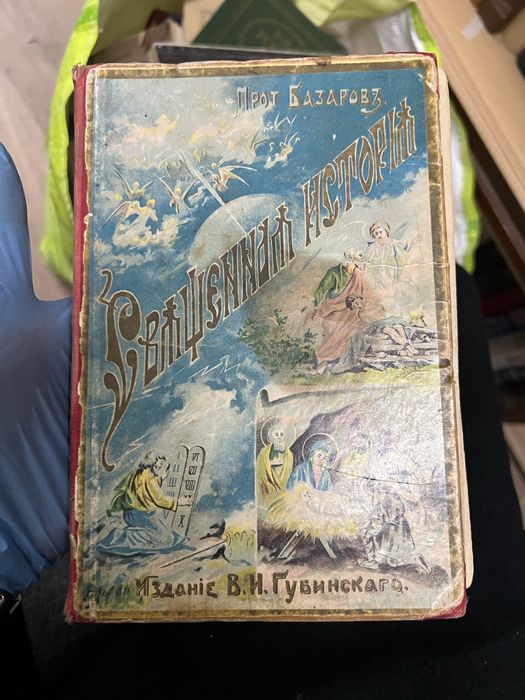 Прот Базаровъ.
Священная исторія
Изданіе В. И. Губинскаго.